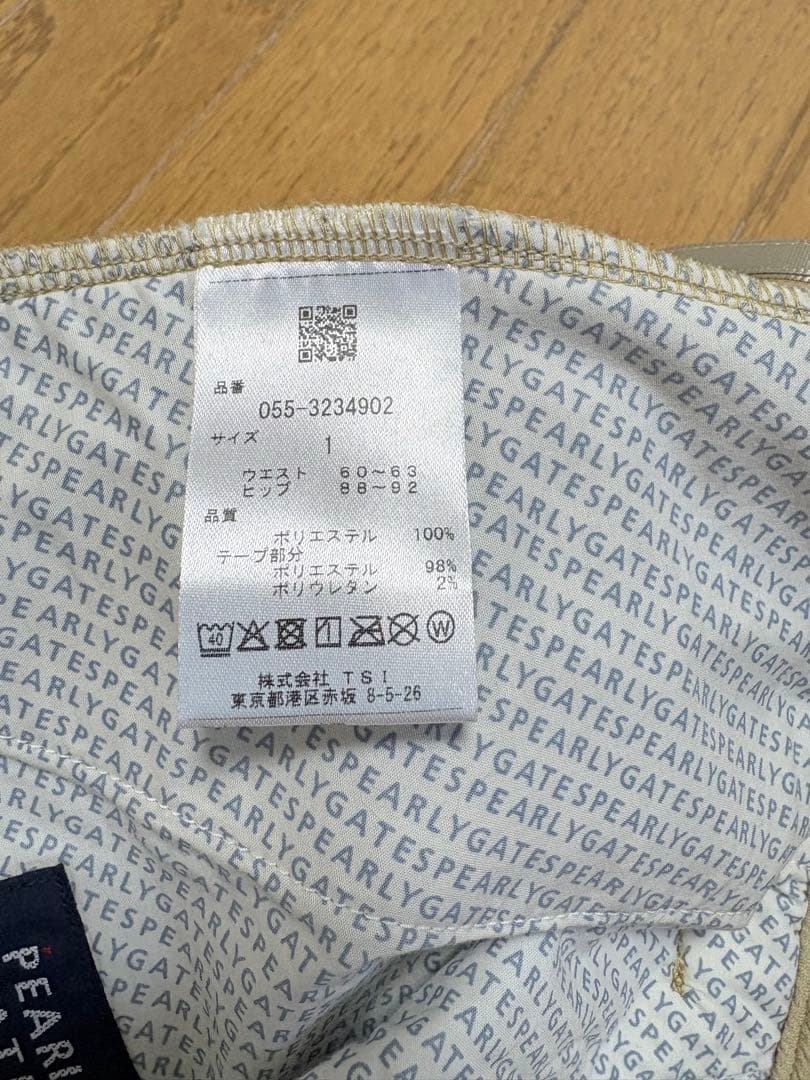 品番
055-3234902
サイズ
1
ウエスト 60〜63
ヒップ 88〜92
品質
ポリエステル 100%
テープ部分
ポリエステル 98%
ポリウレタン 2%
40
W
株式会社 TSI
東京都港区赤坂 8-5-26
PEARLYGATESPEARLYGATES
PEAR